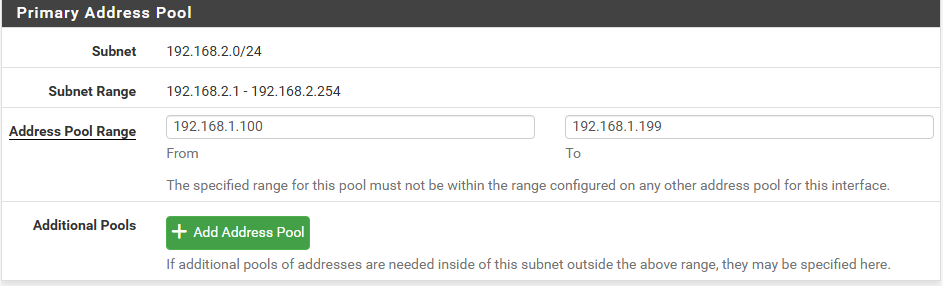 Primary Address Pool
Subnet 192.168.2.0/24
Subnet Range 192.168.2.1 - 192.168.2.254
Address Pool Range 192.168.1.100 192.168.1.199
From To
The specified range for this pool must not be within the range configured on any other address pool for this interface.
Additional Pools + Add Address Pool
If additional pools of addresses are needed inside of this subnet outside the above range, they may be specified here.